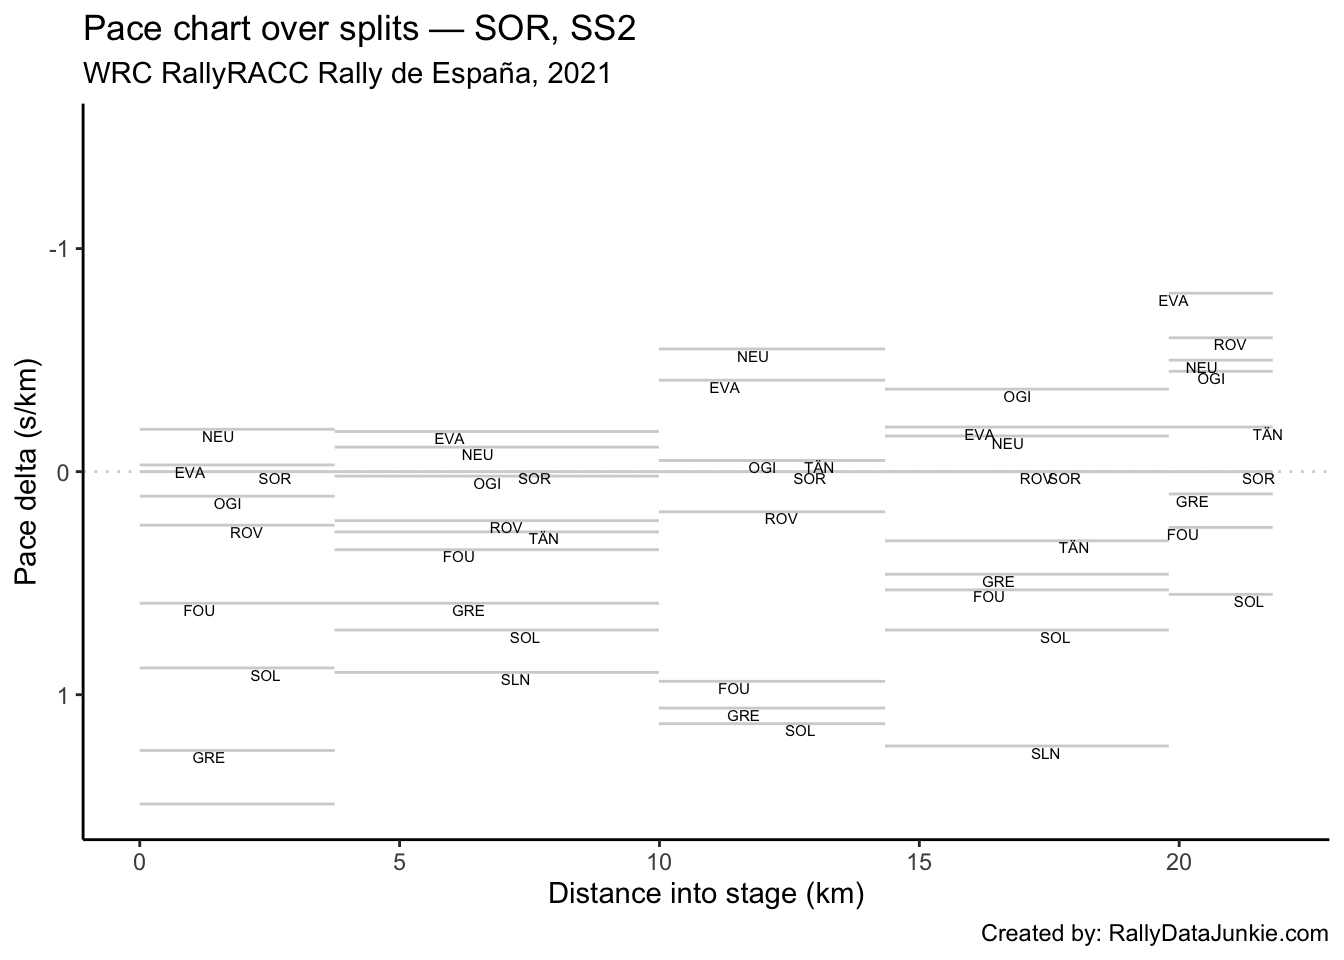 Pace chart over splits — SOR, SS2
WRC RallyRACC Rally de España, 2021
Pace delta (s/km)
-1
0
1
NEU
EVA
SOR
OGI
ROV
FOU
SOL
GRE
EVA
NEU
OGI
SOR
ROV
TÄN
FOU
GRE
SOL
SLN
NEU
EVA
OGI
TÄN
SOR
ROV
FOU
GRE
SOL
OGI
EVA
NEU
ROV
SOR
TÄN
GRE
FOU
SOL
SLN
EVA
ROV
NEU
OGI
TÄN
SOR
GRE
FOU
SOL
0 5 10 15 20
Distance into stage (km)
Created by: RallyDataJunkie.com